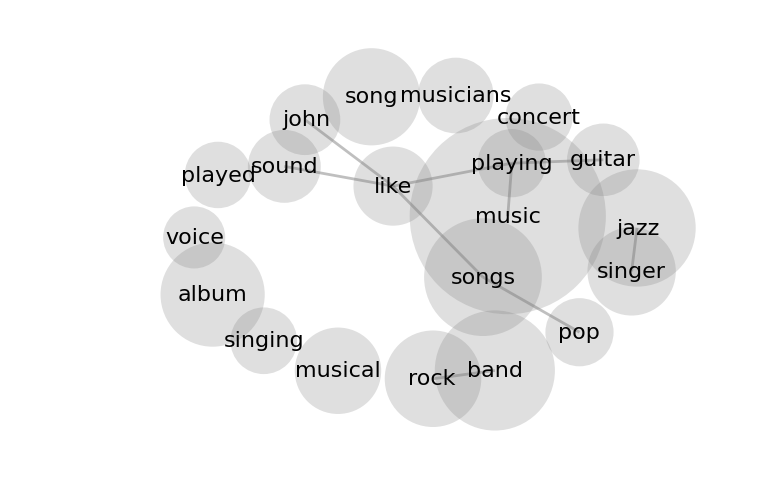 song
musicians
john
concert
sound
played
like
playing
guitar
music
jazz
voice
album
songs
singer
singing
pop
musical
rock
band